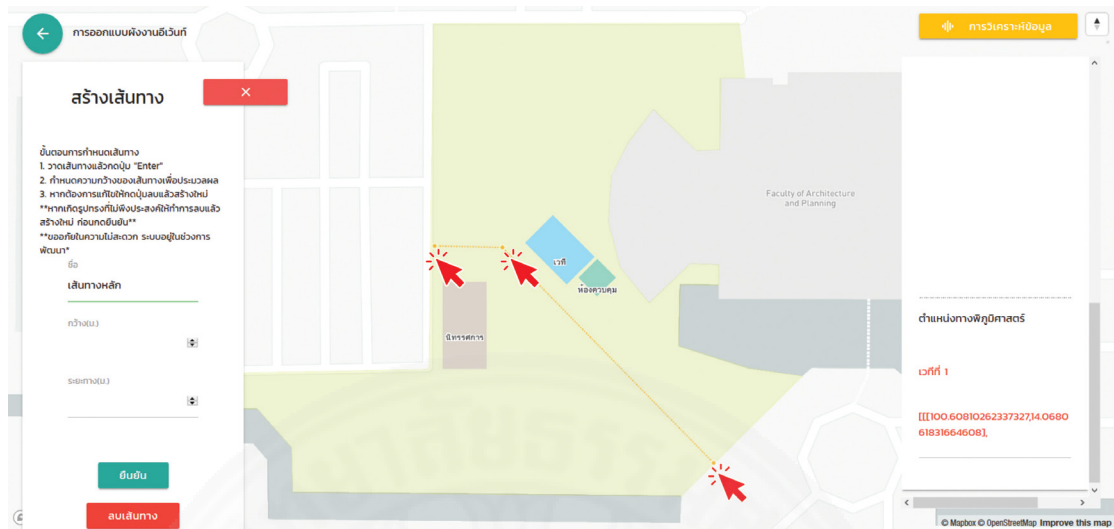 การออกแบบผังงานอีเว้นท์
สร้างเส้นทาง
×
ขั้นตอนการกำหนดเส้นทาง
1. วาดเส้นทางแล้วกดปุ่ม "Enter"
2. กำหนดความกว้างของเส้นทางเพื่อประมวลผล
3. หากต้องการแก้ไขให้กดปุ่มลบแล้วสร้างใหม่
**หากเกิดรูปทรงที่ไม่พึงประสงค์ให้ทำการลบแล้ว
สร้างใหม่ ก่อนกดยืนยัน**
**ขออภัยในความไม่สะดวก ระบบอยู่ในช่วงการ
พัฒนา*
ชื่อ
เส้นทางหลัก
กว้าง(ม.)
ระยะทาง(ม.)
ยืนยัน
ลบเส้นทาง
Faculty of Architecture
and Planning
เวที
ห้องควบคุม
นิทรรศการ
การวิเคราะห์ข้อมูล
ตำแหน่งทางพิภูมิศาสตร์
เวทีที่ 1
[[[100.60810262337327,14.0680
61831664608],
© Mapbox © OpenStreetMap Improve this map